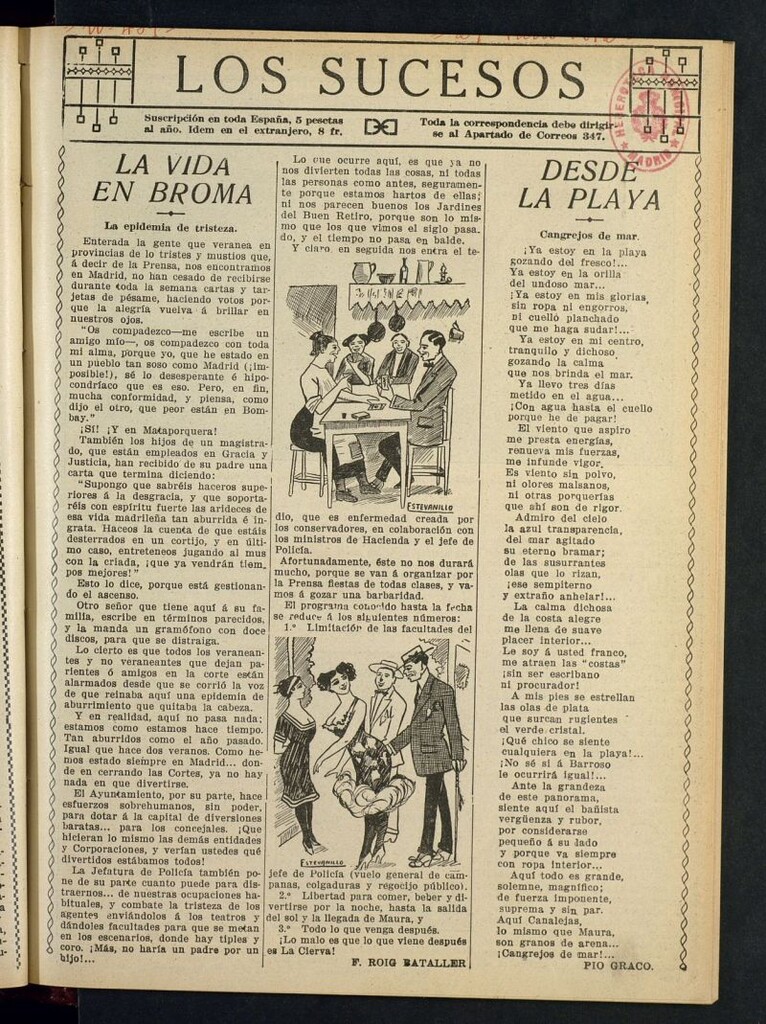 LOS SUCESOS
Suscripción en toda España, 5 pesetas
al año. Idem en el extranjero, 8 fr.
Toda la correspondencia debe dirigir-
se al Apartado de Correos 347.
HEMEROTECA MUNICIPAL
MADRID
LA VIDA
EN BROMA
La epidemia de tristeza.
Enterada la gente que veranea en
provincias de lo tristes y mustios que,
á decir de la Prensa, nos encontramos
en Madrid, no han cesado de recibirse
durante toda la semana cartas y tar-
jetas de pésame, haciendo votos por-
que la alegría vuelva á brillar en
nuestros ojos.
"Os compadezco—me escribe un
amigo mío—, os compadezco con toda
mi alma, porque yo, que he estado en
un pueblo tan soso como Madrid (¡im-
posible!), sé lo desesperante é hipo-
condríaco que es eso. Pero, en fin,
mucha conformidad, y piensa, como
dijo el otro, que peor están en Bom-
bay."
¡Sí! ¡Y en Mataporquera!
También los hijos de un magistra-
do, que están empleados en Gracia y
Justicia, han recibido de su padre una
carta que termina diciendo:
"Supongo que sabréis haceros supe-
riores á la desgracia, y que soporta-
réis con espíritu fuerte las arideces de
esa vida madrileña tan aburrida é in-
grata. Haceos la cuenta de que estáis
desterrados en un cortijo, y en últi-
mo caso, entreteneos jugando al mus
con la criada, ¡que ya vendrán tiem-
pos mejores!"
Esto lo dice, porque está gestionan-
do el ascenso.
Otro señor que tiene aquí á su fa-
milia, escribe en términos parecidos,
y la manda un gramófono con doce
discos, para que se distraiga.
Lo cierto es que todos los veranean-
tes y no veraneantes que dejan pa-
rientes ó amigos en la corte están
alarmados desde que se corrió la voz
de que reinaba aquí una epidemia de
aburrimiento que quitaba la cabeza.
Y en realidad, aquí no pasa nada;
estamos como estamos hace tiempo.
Tan aburridos como el año pasado.
Igual que hace dos veranos. Como he-
mos estado siempre en Madrid... don-
de en cerrando las Cortes, ya no hay
nada en que divertirse.
El Ayuntamiento, por su parte, hace
esfuerzos sobrehumanos, sin poder,
para dotar á la capital de diversiones
baratas... para los concejales. ¡Que
hicieran lo mismo las demás entidades
y Corporaciones, y verían ustedes qué
divertidos estábamos todos!
La Jefatura de Policía también po-
ne de su parte cuanto puede para dis-
traernos... de nuestras ocupaciones ha-
bituales, y combate la tristeza de los
agentes enviándolos á los teatros y
dándoles facultades para que se metan
en los escenarios, donde hay tiples y
coro. ¡Más, no haría un padre por un
hijo!...
Lo que ocurre aquí, es que ya no
nos divierten todas las cosas, ni todas
las personas como antes, seguramen-
te porque estamos hartos de ellas;
ni nos parecen buenos los Jardines
del Buen Retiro, porque son lo mis-
mo que los que vimos el siglo pasa-
do, y el tiempo no pasa en balde.
Y claro, en seguida nos entra el te-
ESTEVANILLO
dio, que es enfermedad creada por
los conservadores, en colaboración con
los ministros de Hacienda y el jefe de
Policía.
Afortunadamente, éste no nos durará
mucho, porque se van á organizar por
la Prensa fiestas de todas clases, y va-
mos á gozar una barbaridad.
El programa conocido hasta la fecha
se reduce á los siguientes números:
1.º Limitación de las facultades del
ESTEVANILLO
jefe de Policía (vuelo general de cam-
panas, colgaduras y regocijo público).
2.º Libertad para comer, beber y di-
vertirse por la noche, hasta la salida
del sol y la llegada de Maura, y
3.º Todo lo que venga después.
¡Lo malo es que lo que viene después
es La Cierva!
F. ROIG BATALLER
DESDE
LA PLAYA
Cangrejos de mar.
¡Ya estoy en la playa
gozando del fresco!...
Ya estoy en la orilla
del undoso mar...
¡Ya estoy en mis glorias,
sin ropa ni engorros,
ni cuello planchado
que me haga sudar!...
Ya estoy en mi centro,
tranquilo y dichoso
gozando la calma
que nos brinda el mar.
Ya llevo tres días
metido en el agua...
¡Con agua hasta el cuello
porque he de pagar!
El viento que aspiro
me presta energías,
renueva mis fuerzas,
me infunde vigor.
Es viento sin polvo,
ni olores malsanos,
ni otras porquerías
que ahí son de rigor.
Admiro del cielo
la azul transparencia,
del mar agitado
su eterno bramar;
de las susurrantes
olas que lo rizan,
¡ese sempiterno
y extraño anhelar!...
La calma dichosa
de la costa alegre
me llena de suave
placer interior...
Le soy á usted franco,
me atraen las "costas"
¡sin ser escribano
ni procurador!
A mis pies se estrellan
las olas de plata
que surcan rugientes
el verde cristal.
¡Qué chico se siente
cualquiera en la playa!...
¡No sé si á Barroso
le ocurrirá igual!...
Ante la grandeza
de este panorama,
siente aquí el bañista
vergüenza y rubor,
por considerarse
pequeño á su lado
y porque va siempre
con ropa interior...
Aquí todo es grande,
solemne, magnífico;
de fuerza imponente,
suprema y sin par.
Aquí Canalejas,
lo mismo que Maura,
son granos de arena...
¡Cangrejos de mar!...
PIO GRACO.